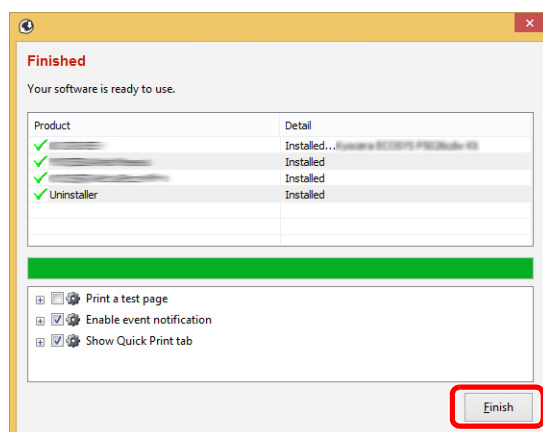 Finished
Your software is ready to use.
Product Detail
Installed...
Installed
Installed
Uninstaller Installed
Print a test page
Enable event notification
Show Quick Print tab
Finish